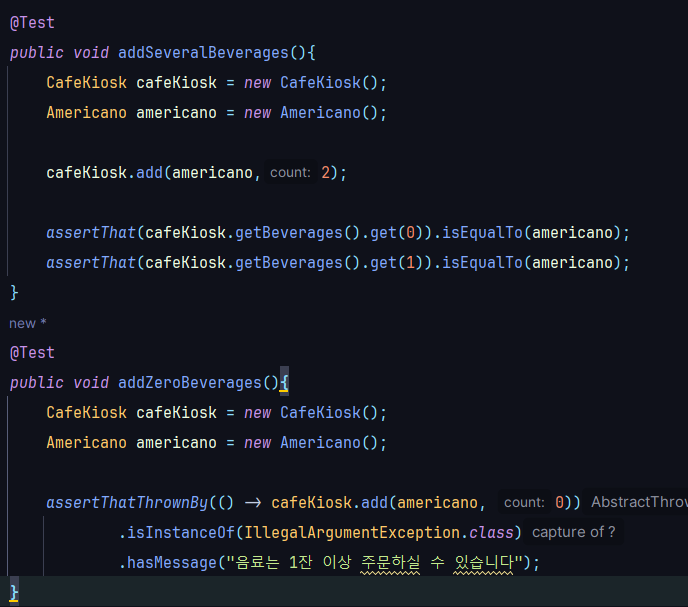 @Test
public void addSeveralBeverages(){
CafeKiosk cafeKiosk = new CafeKiosk();
Americano americano = new Americano();
cafeKiosk.add(americano, count: 2);
assertThat(cafeKiosk.getBeverages().get(0)).isEqualTo(americano);
assertThat(cafeKiosk.getBeverages().get(1)).isEqualTo(americano);
}
new *
@Test
public void addZeroBeverages(){
CafeKiosk cafeKiosk = new CafeKiosk();
Americano americano = new Americano();
assertThatThrownBy(() -> cafeKiosk.add(americano, count: 0)) AbstractThrow
.isInstanceOf(IllegalArgumentException.class) capture of ?
.hasMessage("음료는 1잔 이상 주문하실 수 있습니다");
}